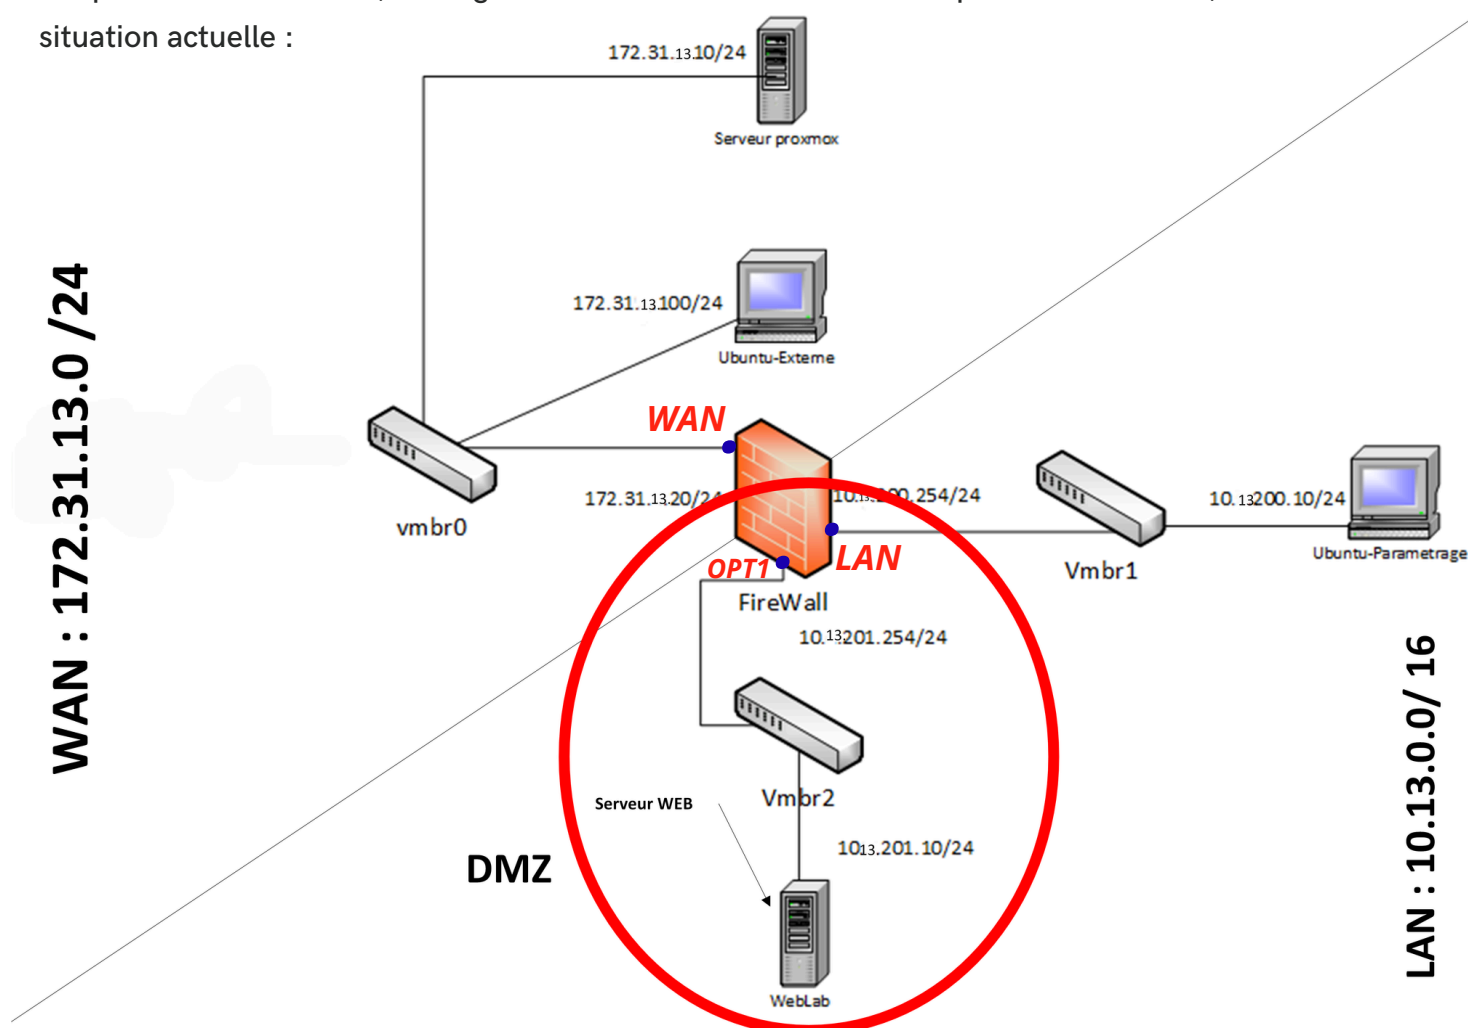 situation actuelle :
172.31.13.10/24
Serveur proxmox
172.31.13.100/24
Ubuntu-Externe
WAN : 172.31.13.0 /24
WAN
vmbr0
172.31.13.20/24
10.13.200.254/24
10.13200.10/24
OPT1
LAN
Vmbr1
Ubuntu-Parametrage
FireWall
10.13.201.254/24
Vmbr2
Serveur WEB
1013.201.10/24
DMZ
WebLab
LAN : 10.13.0.0/ 16